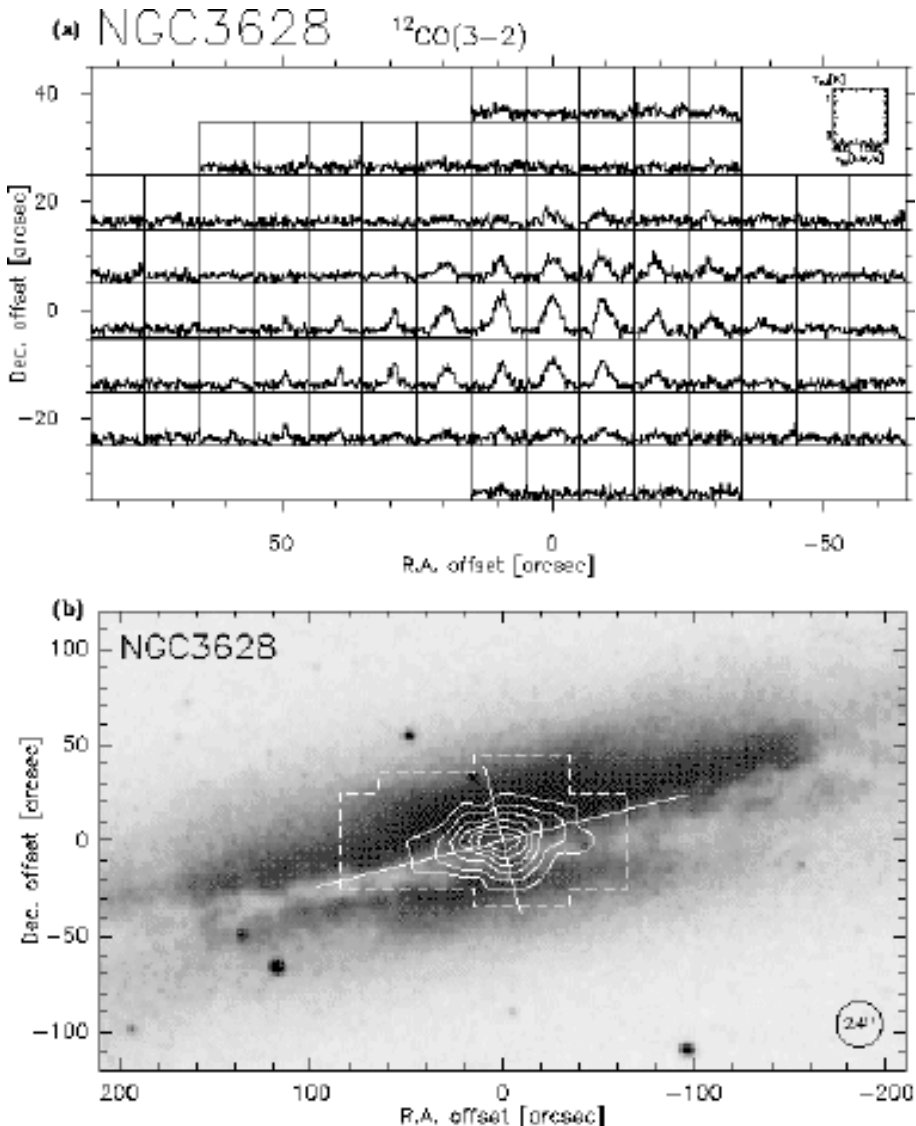 (a) NGC3628 ¹²CO(3−2)
40
20
0
−20
Dec. offset [arcsec]
50 0 −50
R.A. offset [arcsec]
(b)
NGC3628
100
50
0
−50
−100
Dec. offset [arcsec]
24"
200 100 0 −100 −200
R.A. offset [arcsec]